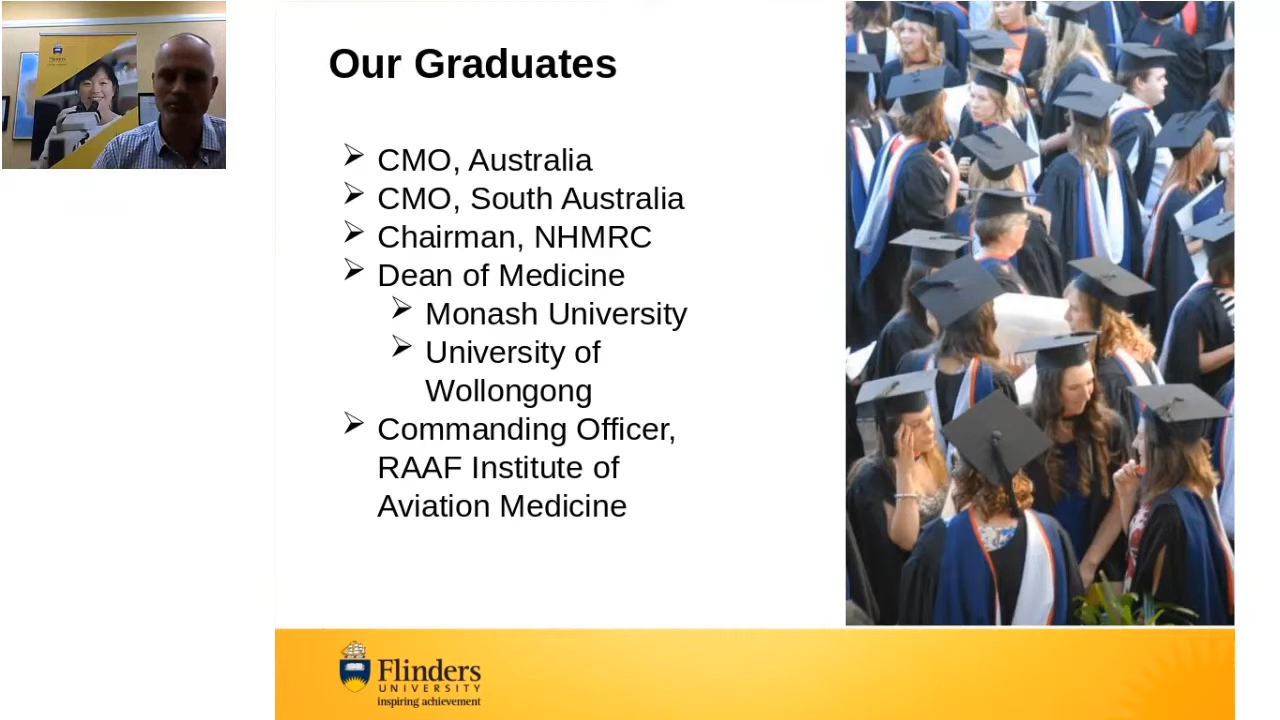 Our Graduates
CMO, Australia
CMO, South Australia
Chairman, NHMRC
Dean of Medicine
Monash University
University of
Wollongong
Commanding Officer,
RAAF Institute of
Aviation Medicine
Flinders
UNIVERSITY
inspiring achievement